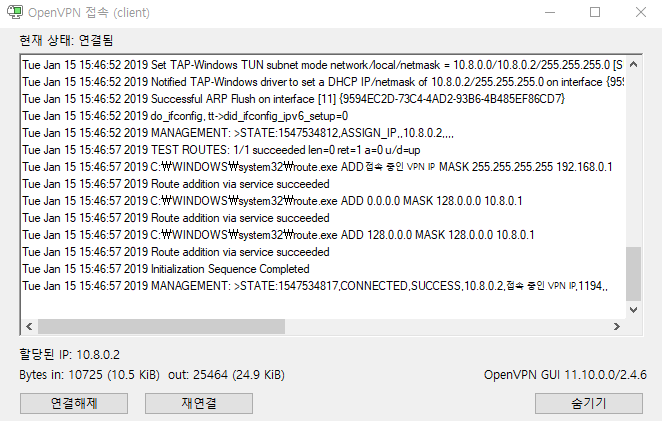 OpenVPN 접속 (client)
현재 상태: 연결됨
Tue Jan 15 15:46:52 2019 Set TAP-Windows TUN subnet mode network/local/netmask = 10.8.0.0/10.8.0.2/255.255.255.0 [S
Tue Jan 15 15:46:52 2019 Notified TAP-Windows driver to set a DHCP IP/netmask of 10.8.0.2/255.255.255.0 on interface {959
Tue Jan 15 15:46:52 2019 Successful ARP Flush on interface [11] {9594EC2D-73C4-4AD2-93B6-4B485EF86CD7}
Tue Jan 15 15:46:52 2019 do_ifconfig, tt->did_ifconfig_ipv6_setup=0
Tue Jan 15 15:46:52 2019 MANAGEMENT: >STATE:1547534812,ASSIGN_IP,,10.8.0.2,,,,
Tue Jan 15 15:46:57 2019 TEST ROUTES: 1/1 succeeded len=0 ret=1 a=0 u/d=up
Tue Jan 15 15:46:57 2019 C:₩WINDOWS₩system32₩route.exe ADD 접속 중인 VPN IP MASK 255.255.255.255 192.168.0.1
Tue Jan 15 15:46:57 2019 Route addition via service succeeded
Tue Jan 15 15:46:57 2019 C:₩WINDOWS₩system32₩route.exe ADD 0.0.0.0 MASK 128.0.0.0 10.8.0.1
Tue Jan 15 15:46:57 2019 Route addition via service succeeded
Tue Jan 15 15:46:57 2019 C:₩WINDOWS₩system32₩route.exe ADD 128.0.0.0 MASK 128.0.0.0 10.8.0.1
Tue Jan 15 15:46:57 2019 Route addition via service succeeded
Tue Jan 15 15:46:57 2019 Initialization Sequence Completed
Tue Jan 15 15:46:57 2019 MANAGEMENT: >STATE:1547534817,CONNECTED,SUCCESS,10.8.0.2,접속 중인 VPN IP,1194,,
할당된 IP: 10.8.0.2
Bytes in: 10725 (10.5 KiB) out: 25464 (24.9 KiB)
OpenVPN GUI 11.10.0.0/2.4.6
연결해제
재연결
숨기기